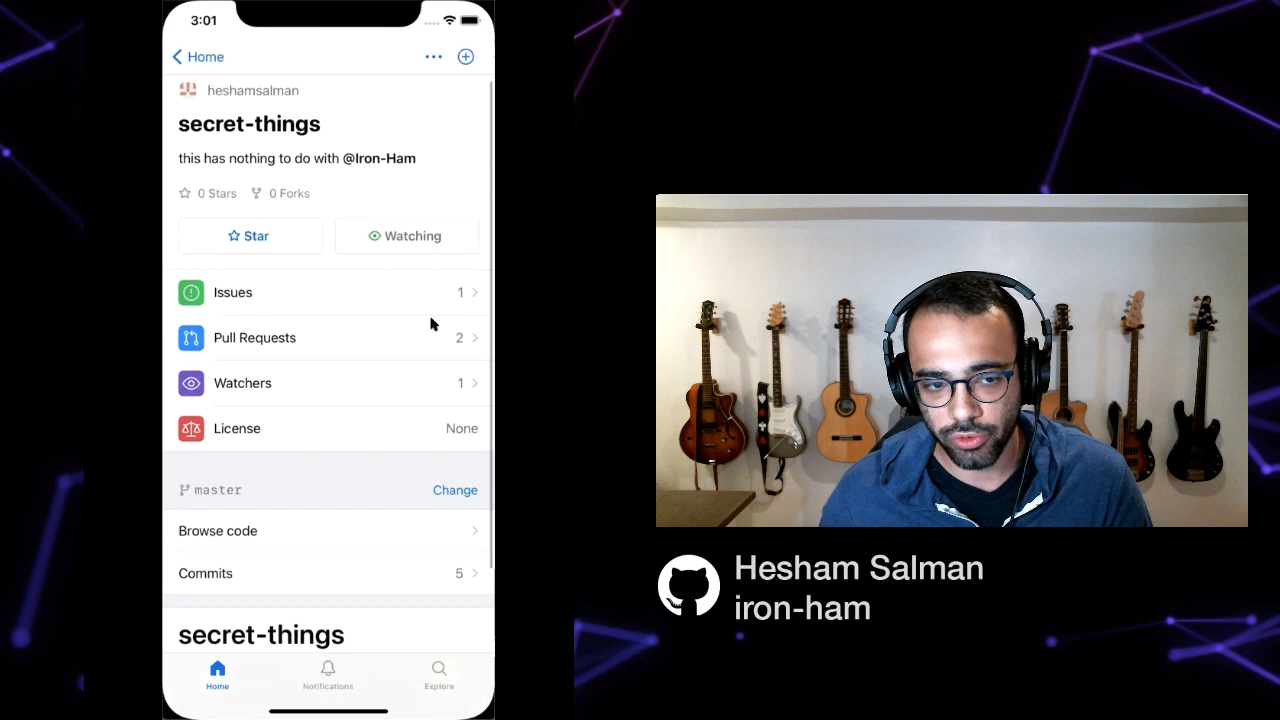 3:01
Home
heshamsalman
secret-things
this has nothing to do with @Iron-Ham
0 Stars 0 Forks
Star Watching
Issues 1
Pull Requests 2
Watchers 1
License None
master Change
Browse code
Commits 5
secret-things
Home Notifications Explore
Hesham Salman
iron-ham